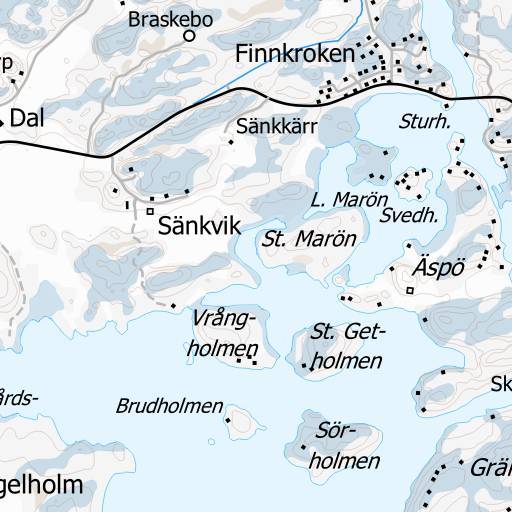 Braskebo
Finnkroken
Dal
Sänkkärr
Sturh.
L. Marön
Svedh.
Sänkvik
St. Marön
Äspö
Vrång-
holmen
St. Get-
holmen
Brudholmen
Sör-
holmen